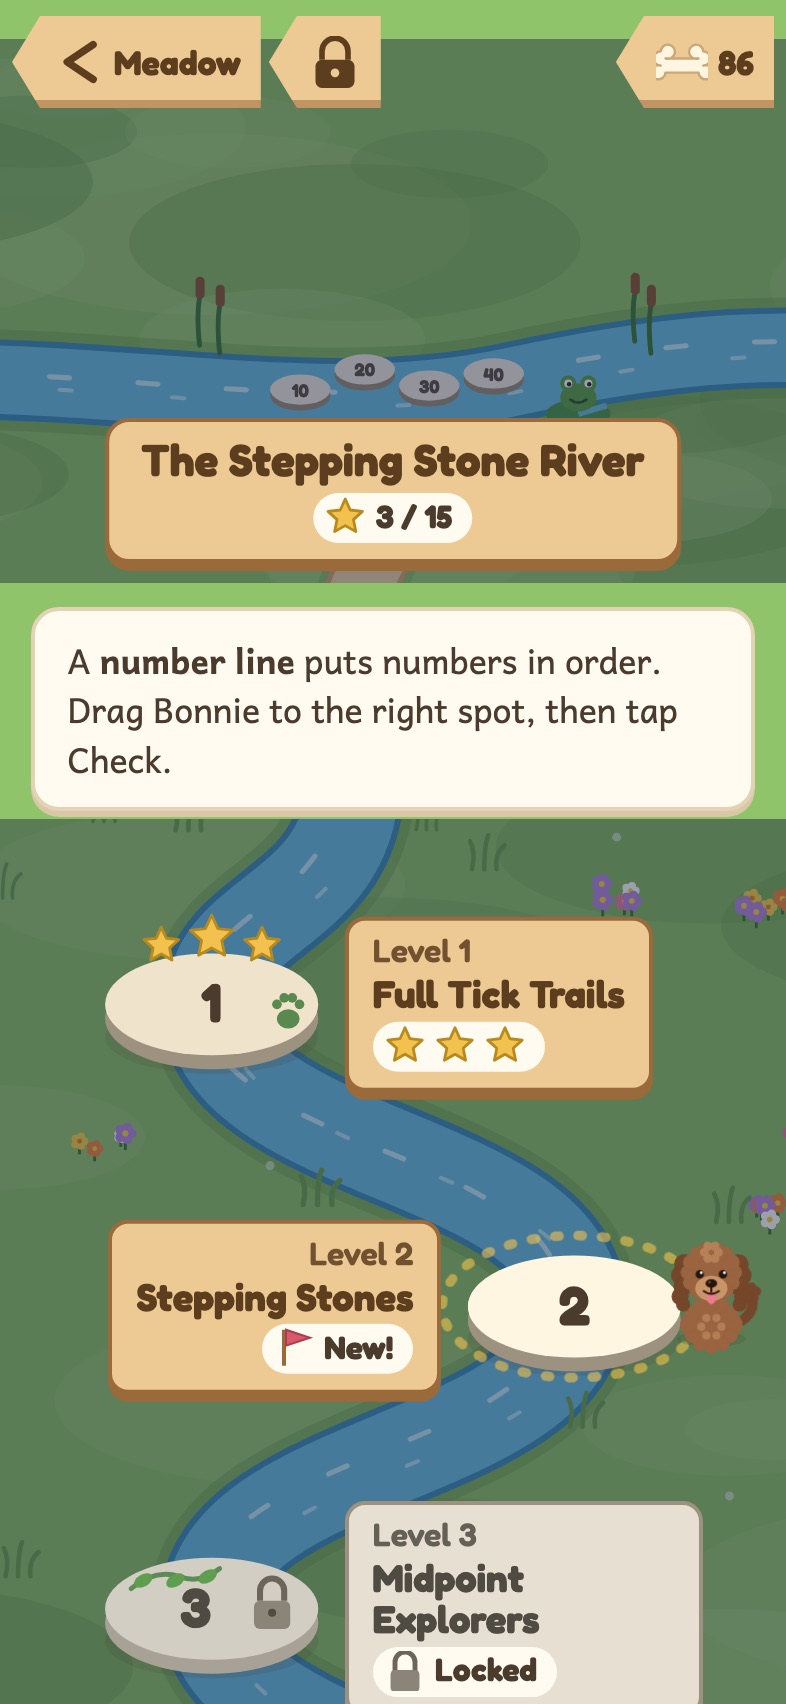 Meadow
86
10
20
30
40
The Stepping Stone River
3 / 15
A number line puts numbers in order.
Drag Bonnie to the right spot, then tap
Check.
1
Level 1
Full Tick Trails
Level 2
Stepping Stones
New!
2
3
Level 3
Midpoint
Explorers
Locked